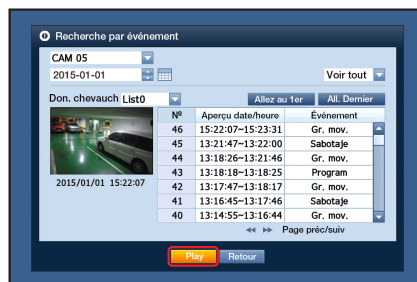 Recherche par événement
CAM 05
2015-01-01
Voir tout
Don. chevauch List0
Allez au 1er
All. Dernier
Nº Aperçu date/heure Événement
46 15:22:07~15:23:31 Gr. mov.
45 13:21:47~13:22:00 Sabotaje
44 13:18:26~13:21:46 Gr. mov.
43 13:18:18~13:18:25 Program
42 13:17:47~13:18:17 Gr. mov.
41 13:16:45~13:17:46 Sabotaje
40 13:14:55~13:16:44 Gr. mov.
2015/01/01 15:22:07
Page préc/suiv
Play
Retour